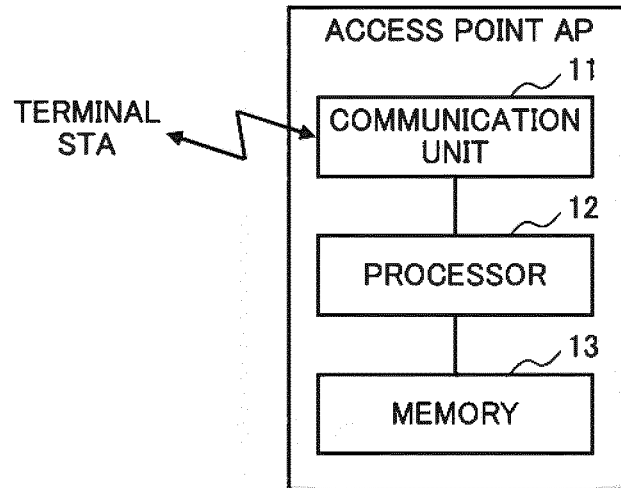 ACCESS POINT AP
11
TERMINAL
STA
COMMUNICATION
UNIT
12
PROCESSOR
13
MEMORY